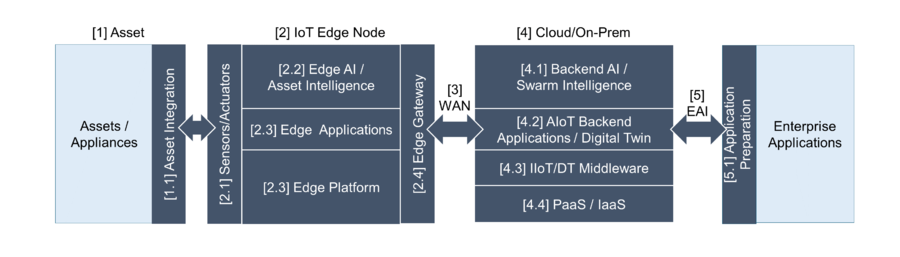 [1] Asset
[2] IoT Edge Node
[4] Cloud/On-Prem
Assets /
Appliances
[1.1] Asset Integration
[2.1] Sensors/Actuators
[2.2] Edge AI /
Asset Intelligence
[2.3] Edge Applications
[2.3] Edge Platform
[2.4] Edge Gateway
[3]
WAN
[4.1] Backend AI /
Swarm Intelligence
[4.2] AIoT Backend
Applications / Digital Twin
[4.3] IIoT/DT Middleware
[4.4] PaaS / IaaS
[5]
EAI
[5.1] Application
Preparation
Enterprise
Applications